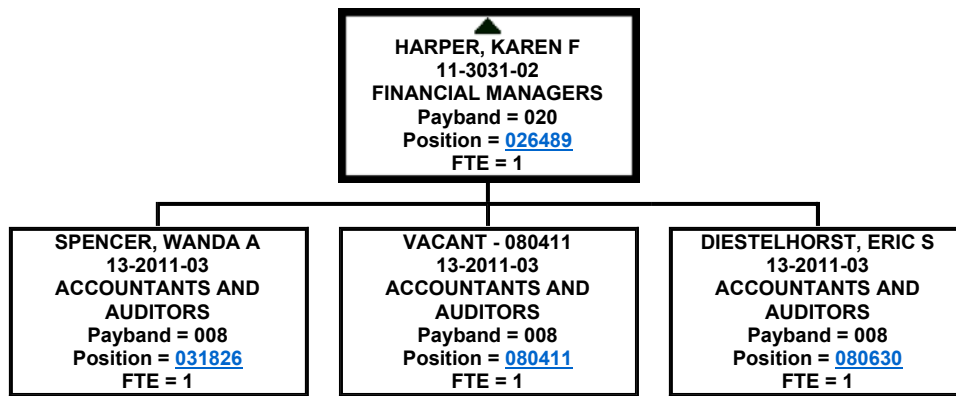 HARPER, KAREN F
11-3031-02
FINANCIAL MANAGERS
Payband = 020
Position = 026489
FTE = 1
SPENCER, WANDA A
13-2011-03
ACCOUNTANTS AND
AUDITORS
Payband = 008
Position = 031826
FTE = 1
VACANT - 080411
13-2011-03
ACCOUNTANTS AND
AUDITORS
Payband = 008
Position = 080411
FTE = 1
DIESTELHORST, ERIC S
13-2011-03
ACCOUNTANTS AND
AUDITORS
Payband = 008
Position = 080630
FTE = 1